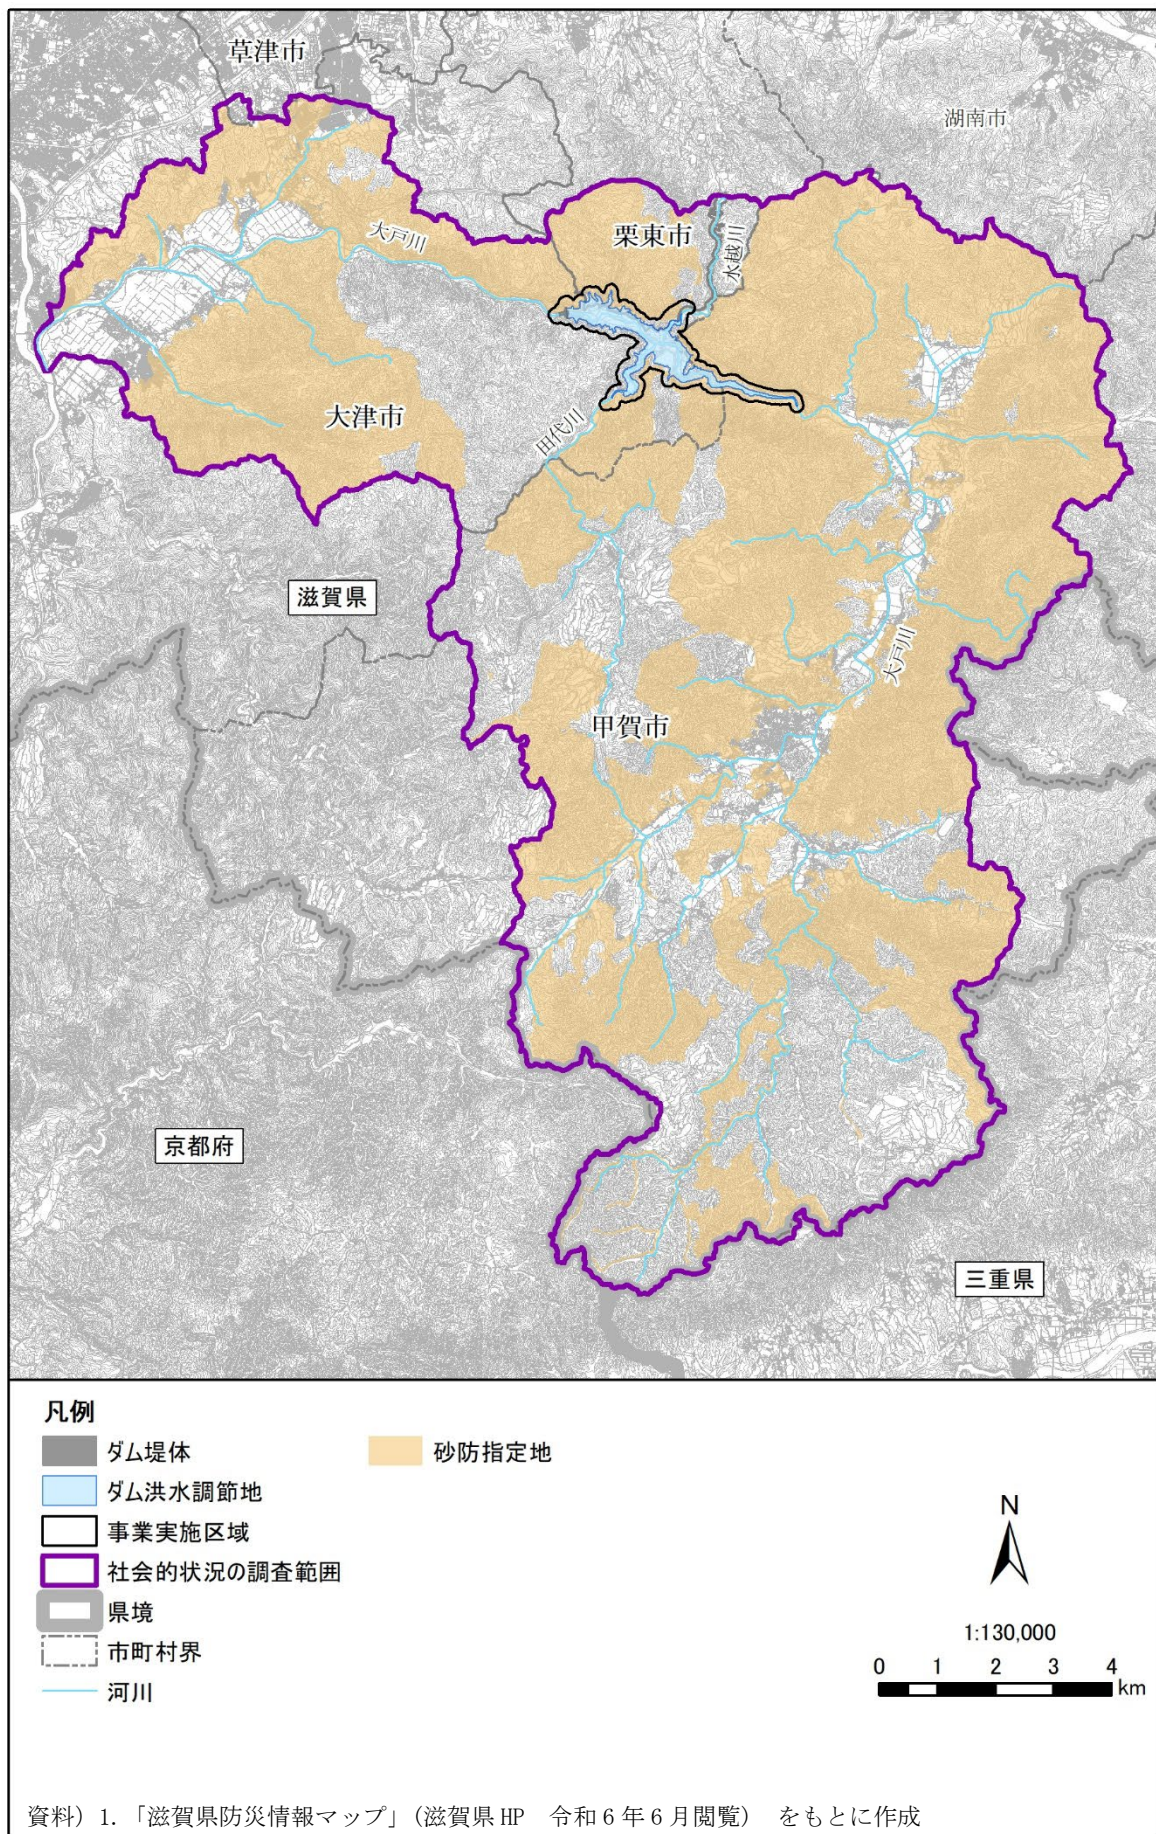 草津市
湖南市
栗東市
大戸川
水越川
大津市
田代川
滋賀県
大戸川
甲賀市
京都府
三重県
凡例
ダム堤体
砂防指定地
ダム洪水調節地
事業実施区域
社会的状況の調査範囲
県境
市町村界
河川
N
1:130,000
0 1 2 3 4
km
資料）1. 「滋賀県防災情報マップ」（滋賀県 HP　令和 6 年 6 月閲覧）　をもとに作成